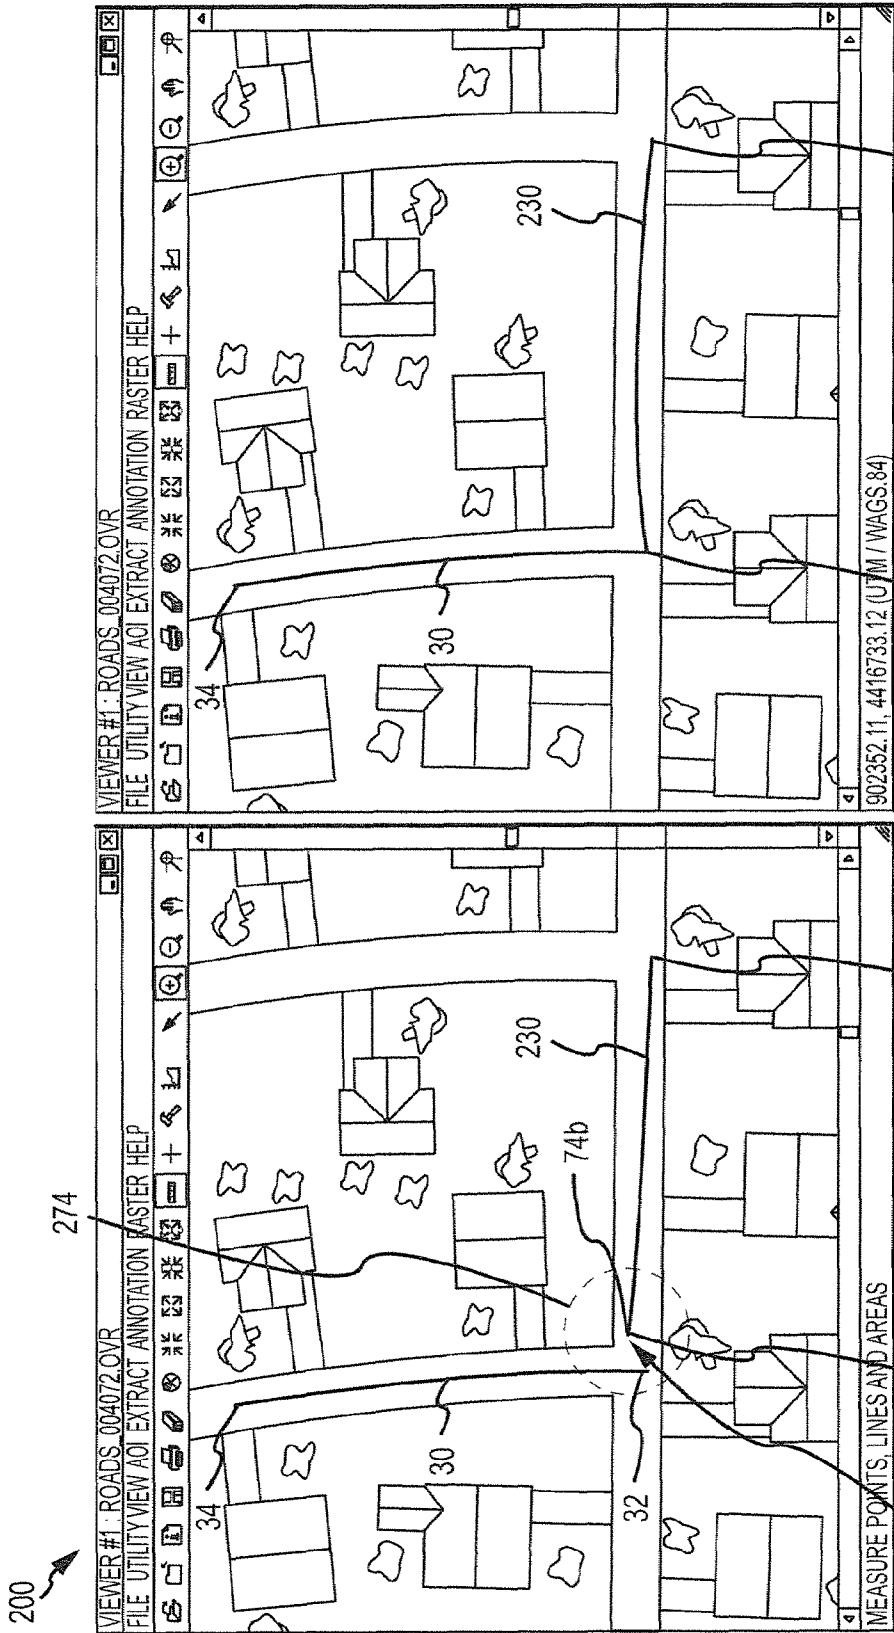 200
274
VIEWER #1 : ROADS_004072.OVR
FILE UTILITY VIEW AOI EXTRACT ANNOTATION RASTER HELP
34
30
32
74b
230
MEASURE POINTS, LINES AND AREAS
VIEWER #1 : ROADS_004072.OVR
FILE UTILITY VIEW AOI EXTRACT ANNOTATION RASTER HELP
34
30
230
902352.11, 4416733.12 (UTM / WAGS.84)